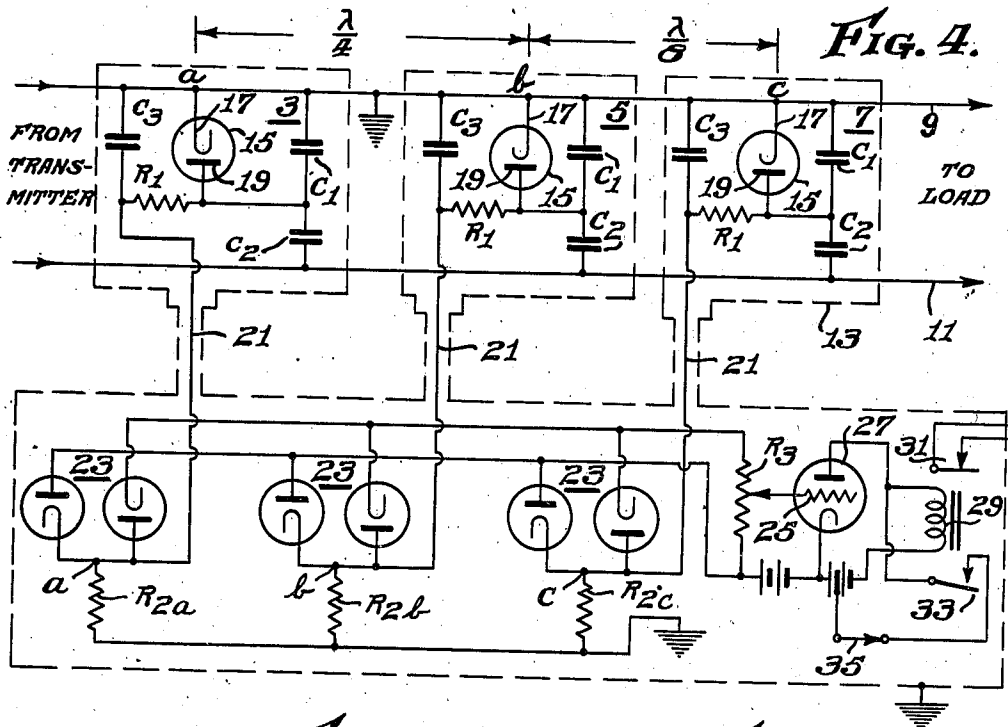 λ/4
λ/8
FIG. 4.
a
b
c
C3
17
3
15
C1
R1
19
C2
C3
17
5
19
15
C1
R1
C2
C3
17
7
19
15
C1
R1
C2
9
FROM
TRANS-
MITTER
TO
LOAD
11
13
21
21
21
23
23
23
R3
27
31
25
29
a
R2a
b
R2b
c
R2c
33
35